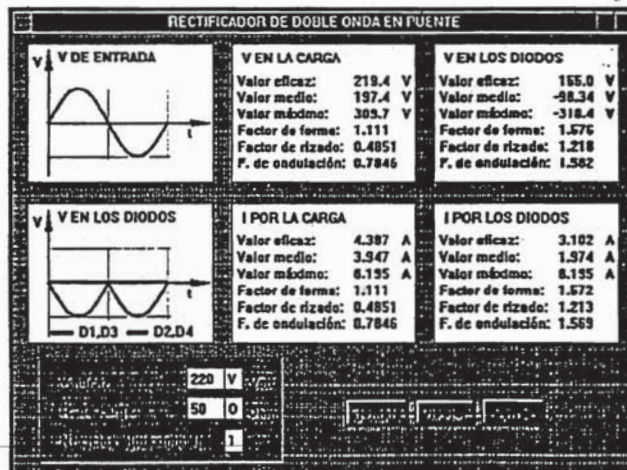 RECTIFICADOR DE DOBLE ONDA EN PUENTE
V DE ENTRADA
V
t
V EN LA CARGA
Valor eficaz: 219.4 V
Valor medio: 197.4 V
Valor máximo: 309.7 V
Factor de forma: 1.111
Factor de rizado: 0.4851
F. de ondulación: 0.7846
V EN LOS DIODOS
Valor eficaz: 155.0 V
Valor medio: -98.34 V
Valor máximo: -318.4 V
Factor de forma: 1.576
Factor de rizado: 1.218
F. de ondulación: 1.582
V EN LOS DIODOS
V
t
D1,D3 D2,D4
I POR LA CARGA
Valor eficaz: 4.387 A
Valor medio: 3.947 A
Valor máximo: 6.195 A
Factor de forma: 1.111
Factor de rizado: 0.4851
F. de ondulación: 0.7846
I POR LOS DIODOS
Valor eficaz: 3.102 A
Valor medio: 1.974 A
Valor máximo: 6.195 A
Factor de forma: 1.572
Factor de rizado: 1.213
F. de ondulación: 1.569
220 V
50 O
1